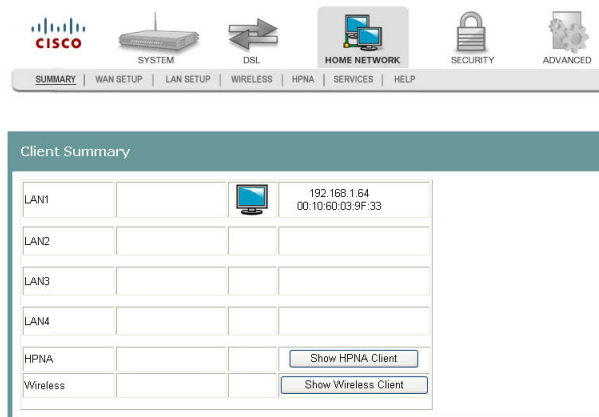 CISCO
SYSTEM DSL HOME NETWORK SECURITY ADVANCED
SUMMARY | WAN SETUP | LAN SETUP | WIRELESS | HPNA | SERVICES | HELP
Client Summary
LAN1 192.168.1.64
00:10:60:03:9F:33
LAN2
LAN3
LAN4
HPNA Show HPNA Client
Wireless Show Wireless Client